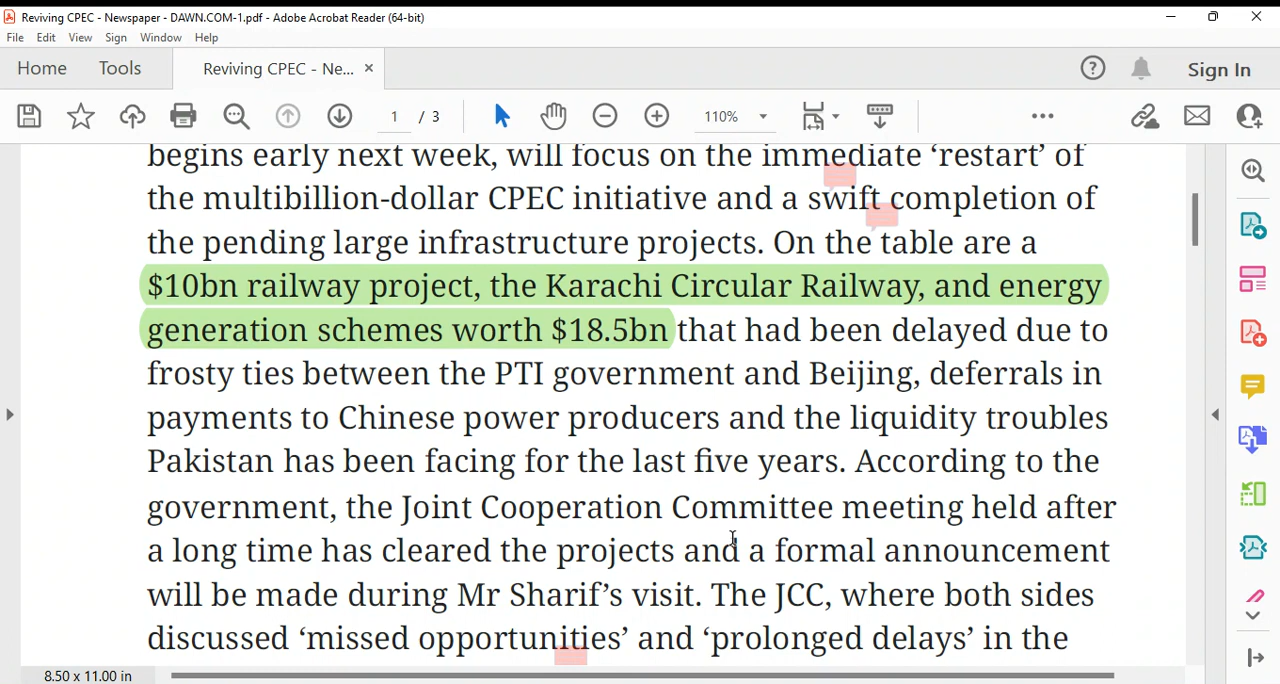 Reviving CPEC - Newspaper - DAWN.COM-1.pdf - Adobe Acrobat Reader (64-bit)
File Edit View Sign Window Help
Home Tools Reviving CPEC - Ne... × Sign In
1 / 3 110%
begins early next week, will focus on the immediate ‘restart’ of
the multibillion-dollar CPEC initiative and a swift completion of
the pending large infrastructure projects. On the table are a
$10bn railway project, the Karachi Circular Railway, and energy
generation schemes worth $18.5bn that had been delayed due to
frosty ties between the PTI government and Beijing, deferrals in
payments to Chinese power producers and the liquidity troubles
Pakistan has been facing for the last five years. According to the
government, the Joint Cooperation Committee meeting held after
a long time has cleared the projects and a formal announcement
will be made during Mr Sharif’s visit. The JCC, where both sides
discussed ‘missed opportunities’ and ‘prolonged delays’ in the
8.50 x 11.00 in